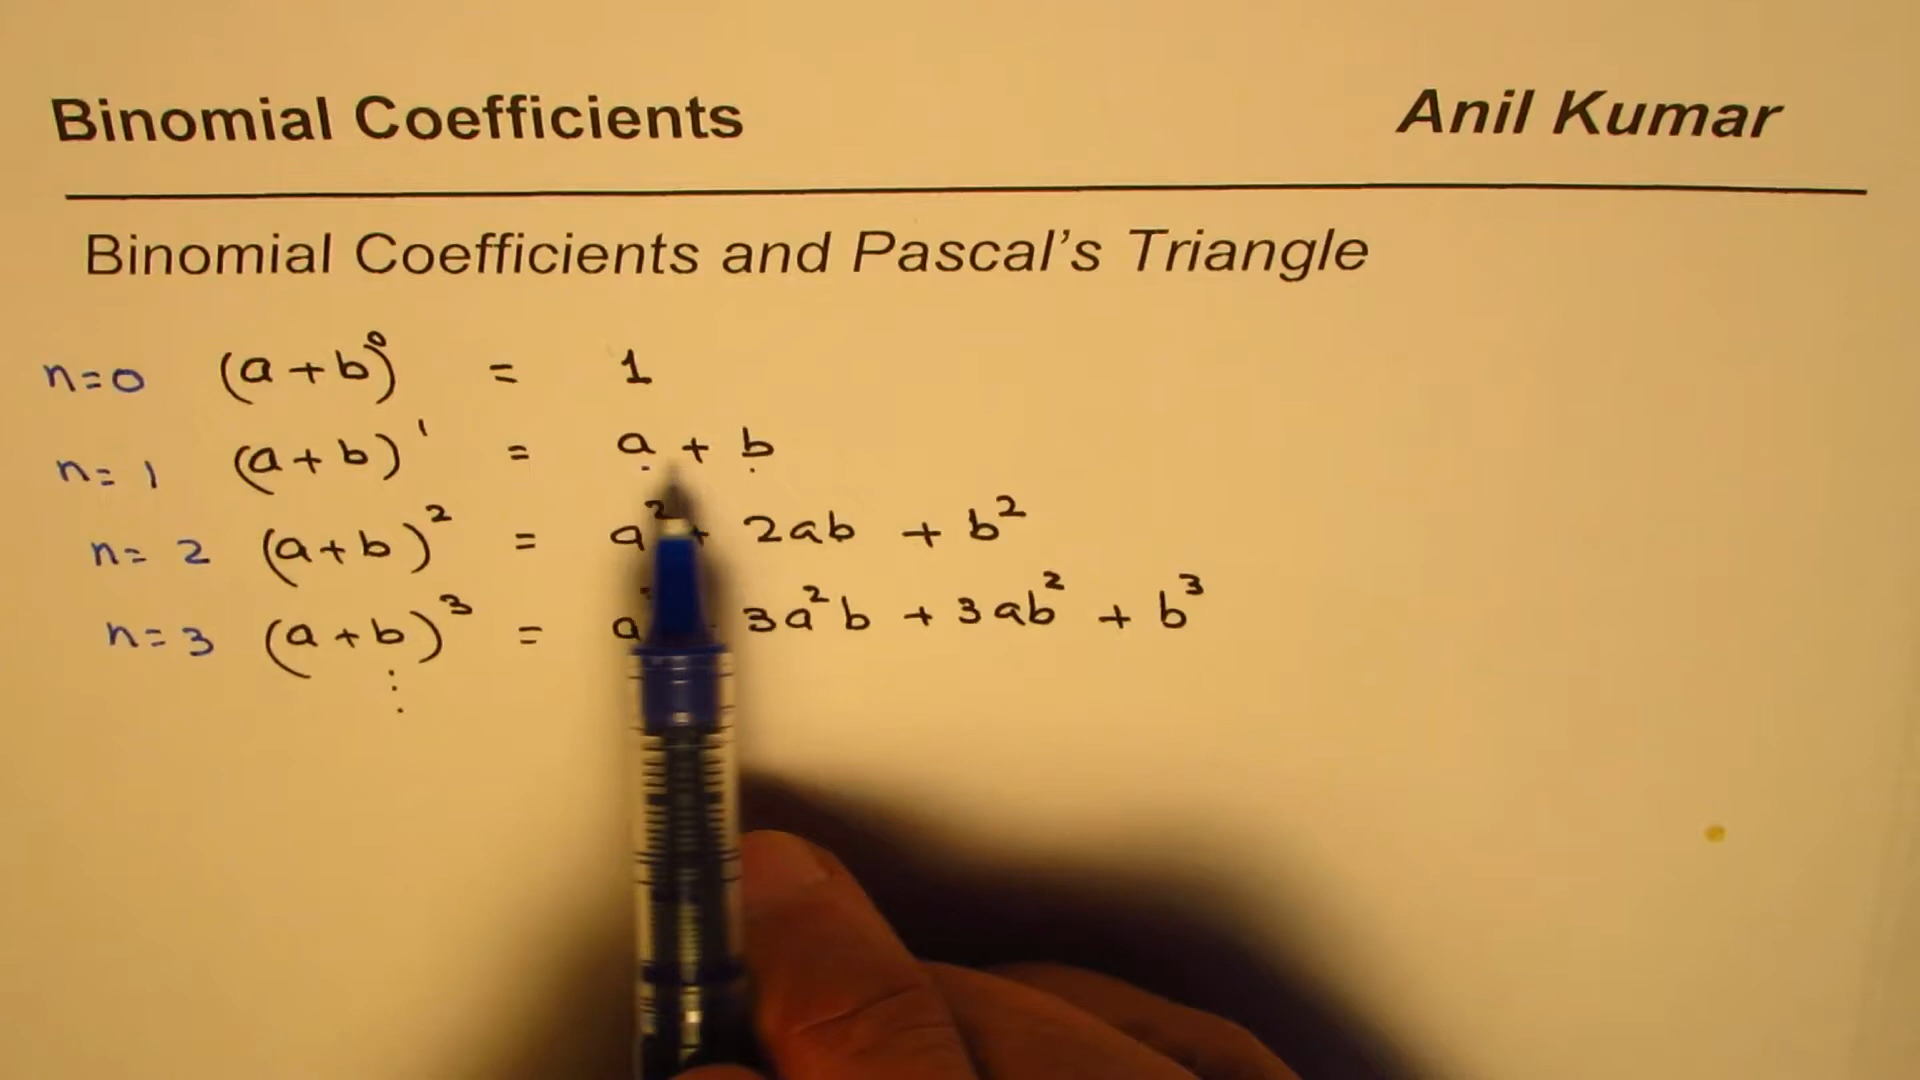 Binomial Coefficients Anil Kumar
Binomial Coefficients and Pascal's Triangle
n=0 (a+b)⁰ = 1
n=1 (a+b)¹ = a + b
n=2 (a+b)² = a² + 2ab + b²
n=3 (a+b)³ = a 3a²b + 3ab² + b³
⋮